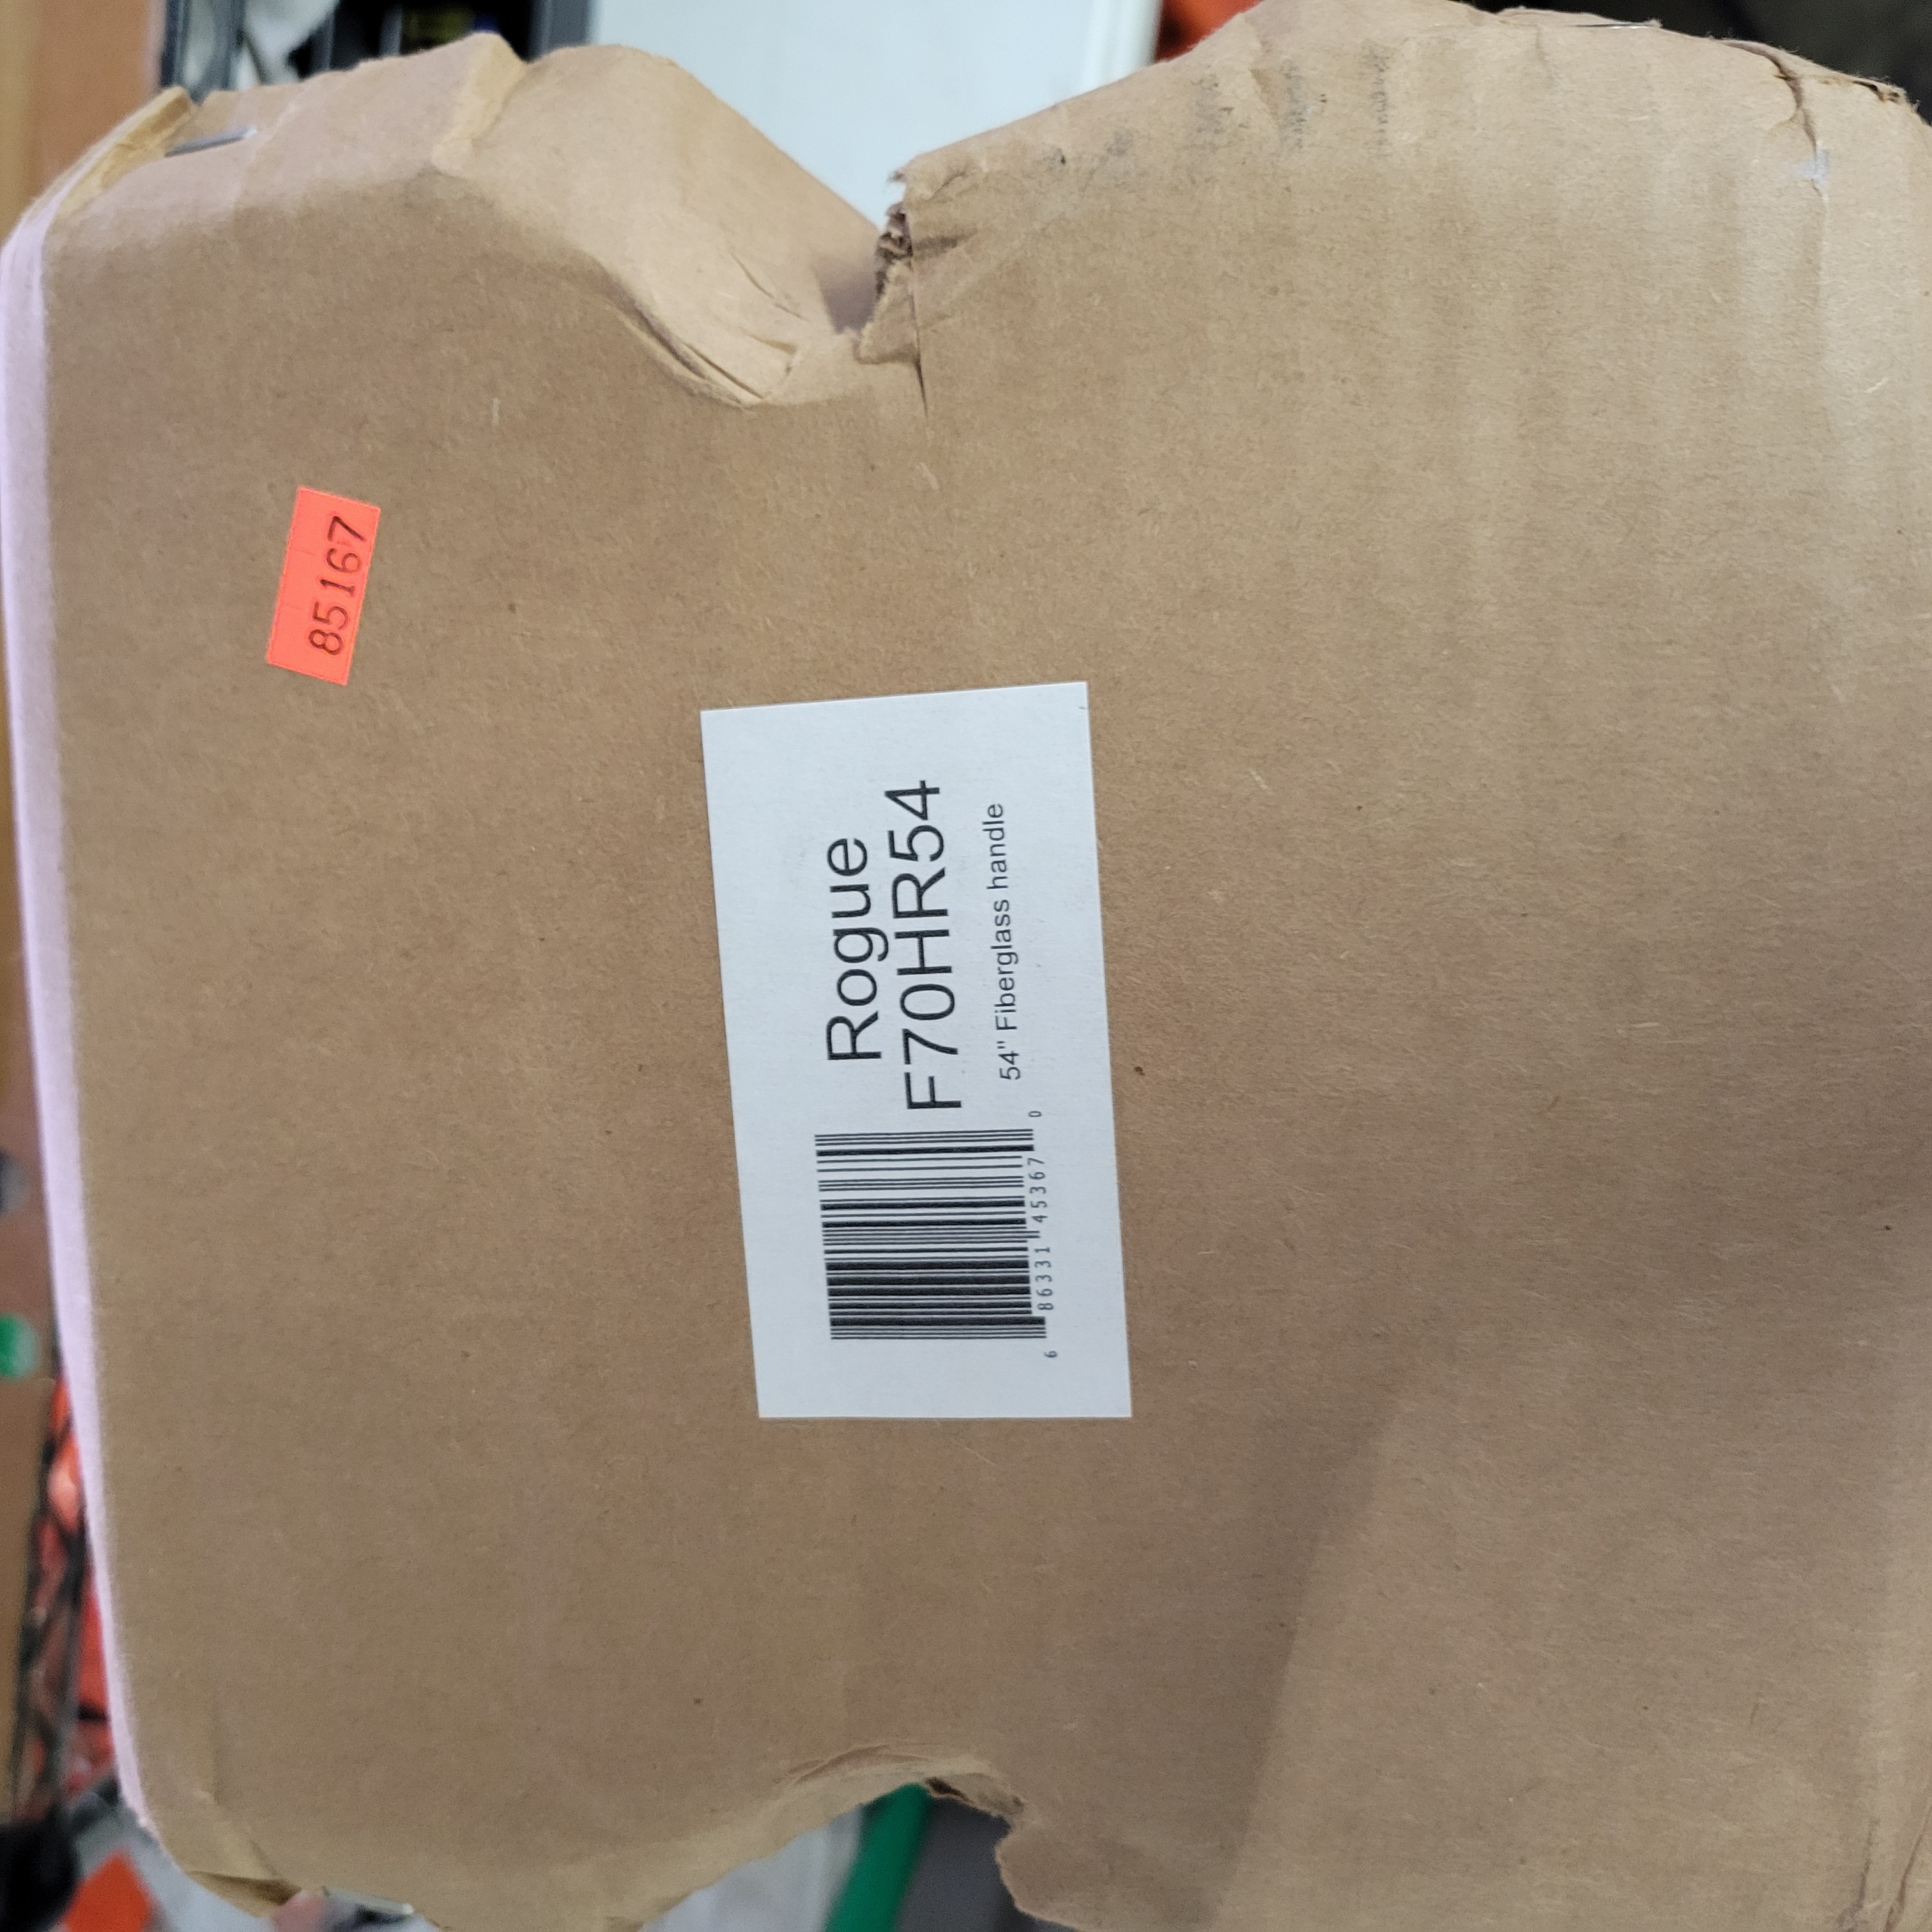 85167
Rogue
F70HR54
54" Fiberglass handle
6 86331 45367 0